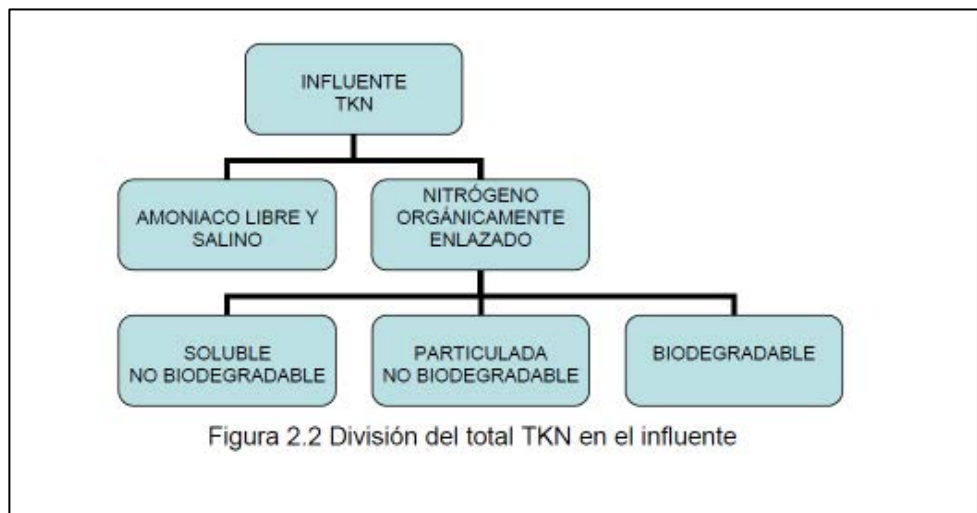 INFLUENTE
TKN
AMONIACO LIBRE Y
SALINO
NITRÓGENO
ORGÁNICAMENTE
ENLAZADO
SOLUBLE
NO BIODEGRADABLE
PARTICULADA
NO BIODEGRADABLE
BIODEGRADABLE
Figura 2.2 División del total TKN en el influente